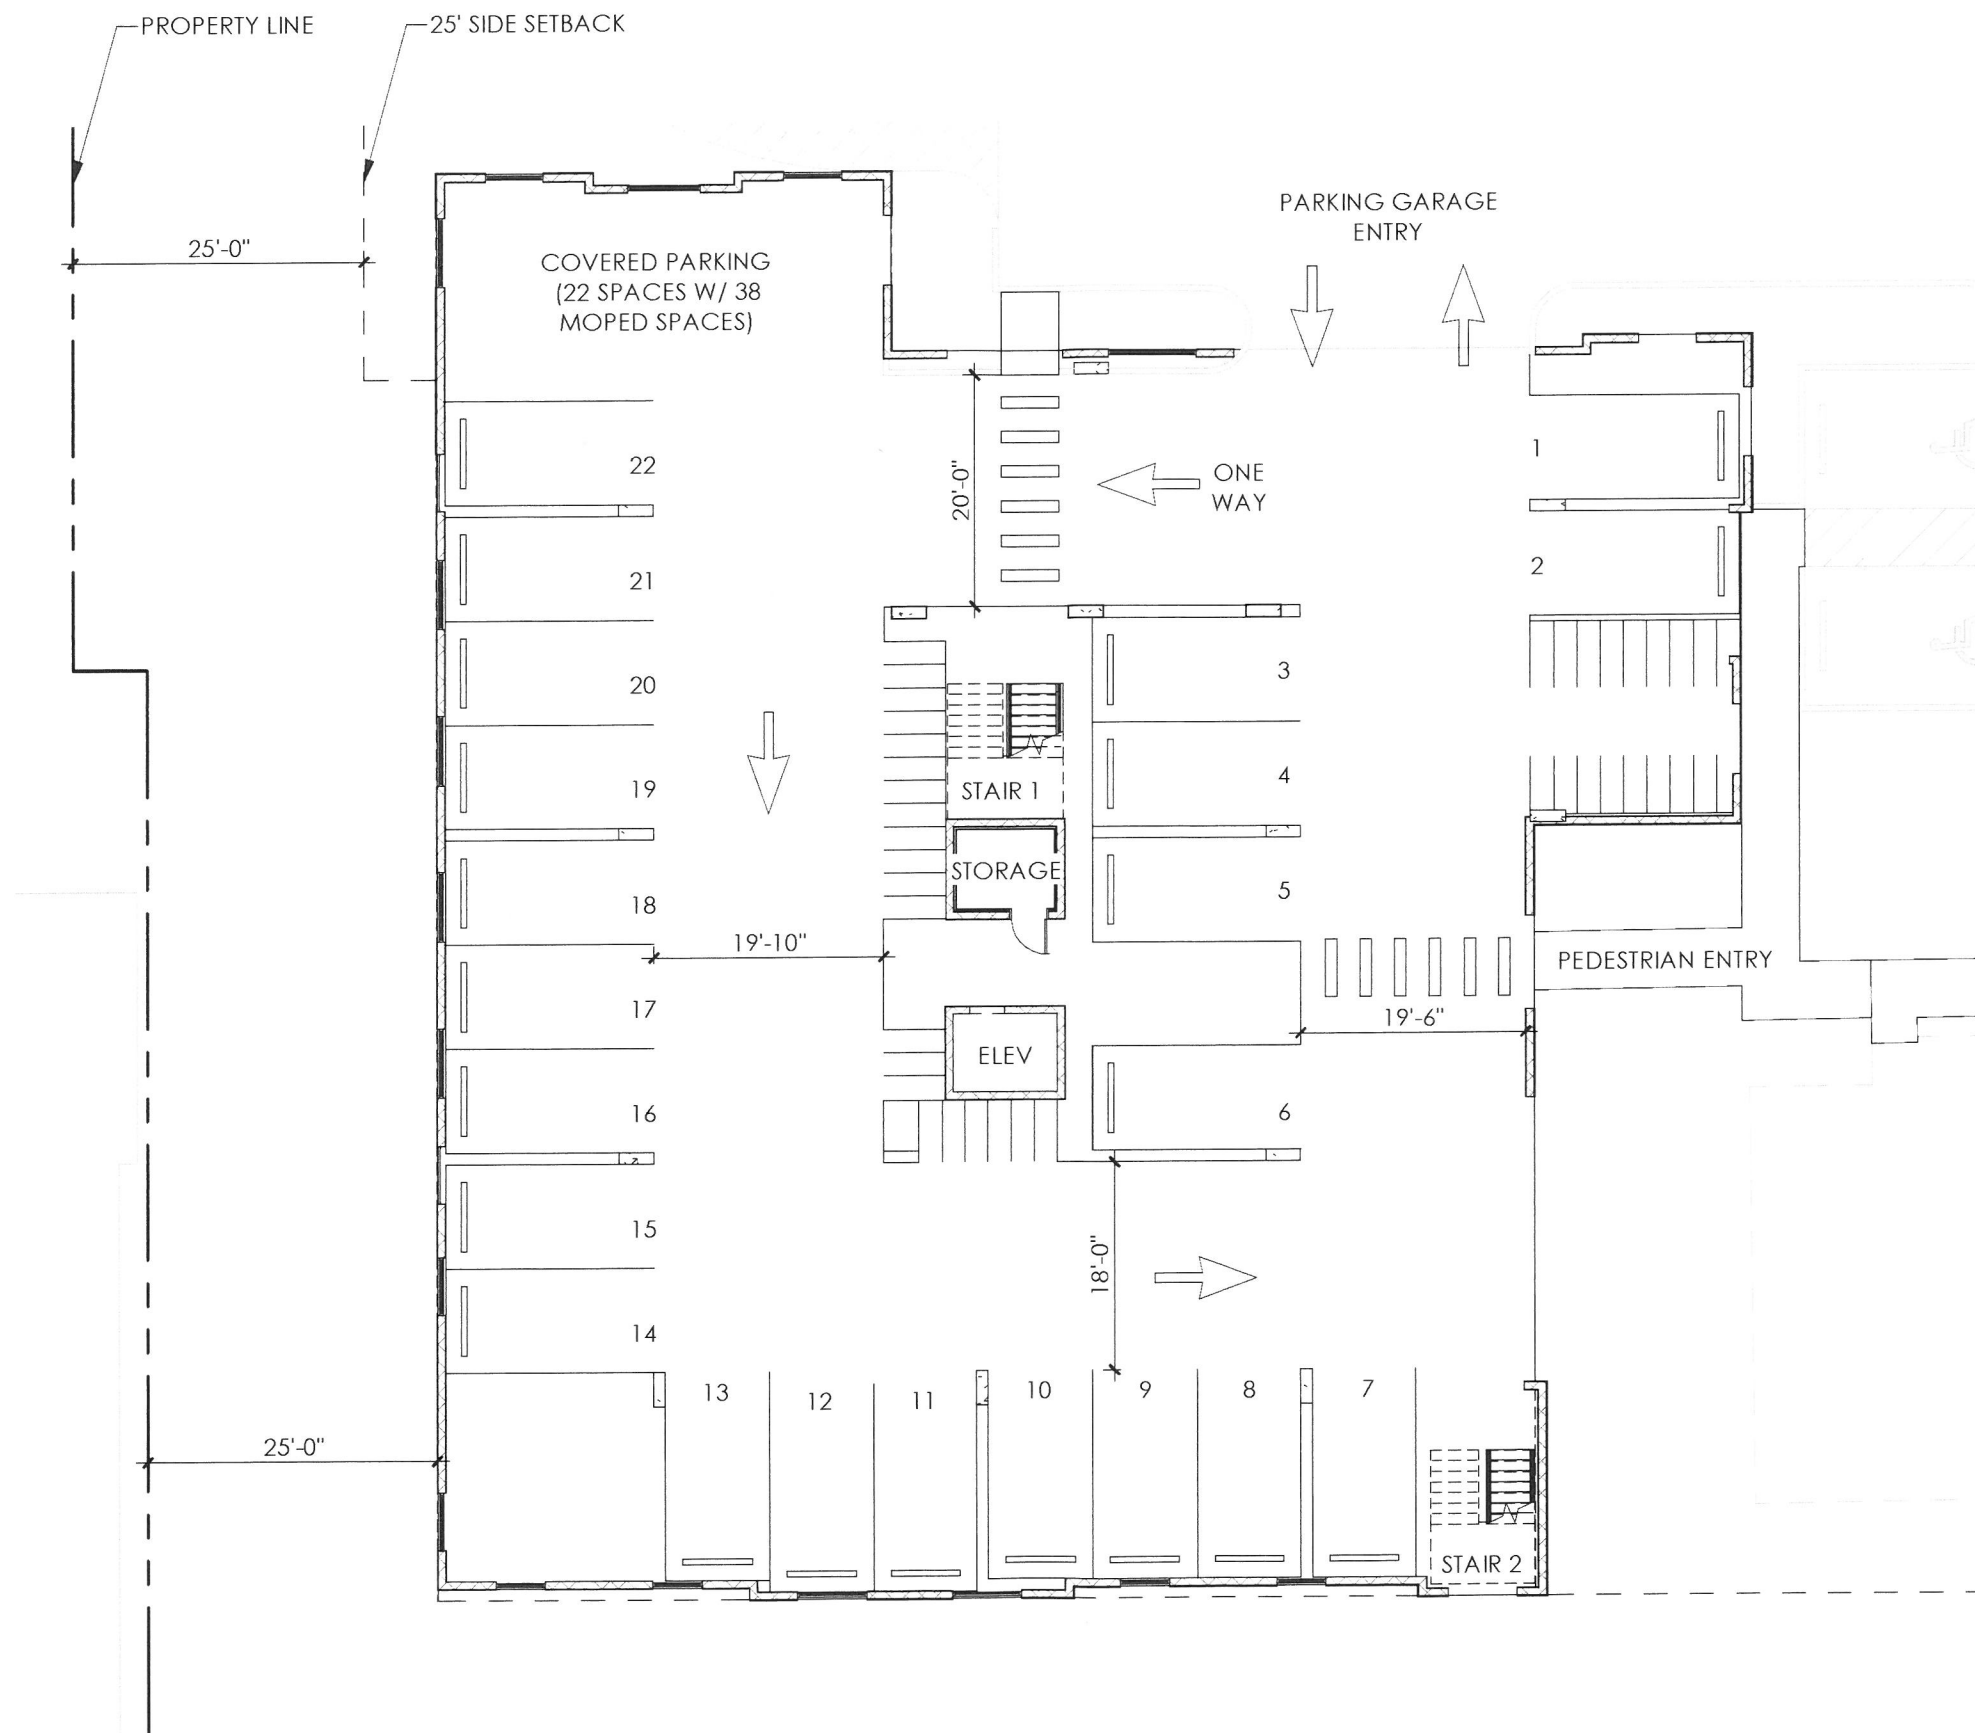 PROPERTY LINE
25' SIDE SETBACK
PARKING GARAGE
ENTRY
25'-0"
COVERED PARKING
(22 SPACES W/ 38
MOPED SPACES)
22
20'-0"
ONE
WAY
1
21
2
20
3
19
STAIR 1
4
STORAGE
18
5
19'-10"
PEDESTRIAN ENTRY
17
19'-6"
ELEV
16
6
15
18'-0"
14
13
12
11
10
9
8
7
25'-0"
STAIR 2